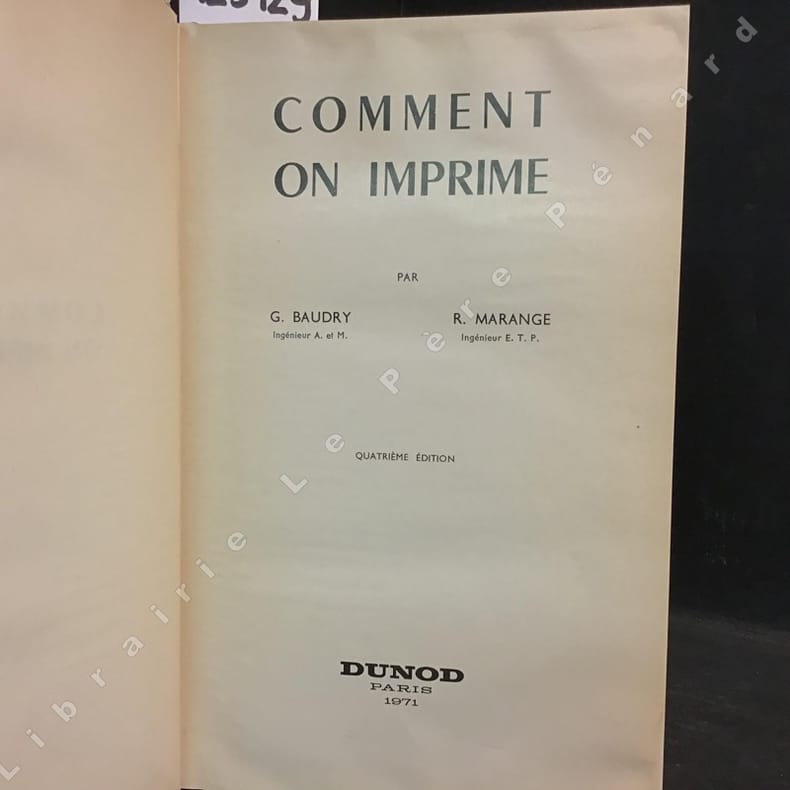 COMMENT
ON IMPRIME
PAR
G. BAUDRY
Ingénieur A. et M.
R. MARANGE
Ingénieur E. T. P.
QUATRIÈME ÉDITION
DUNOD
PARIS
1971
Librairie Le Père Pénard